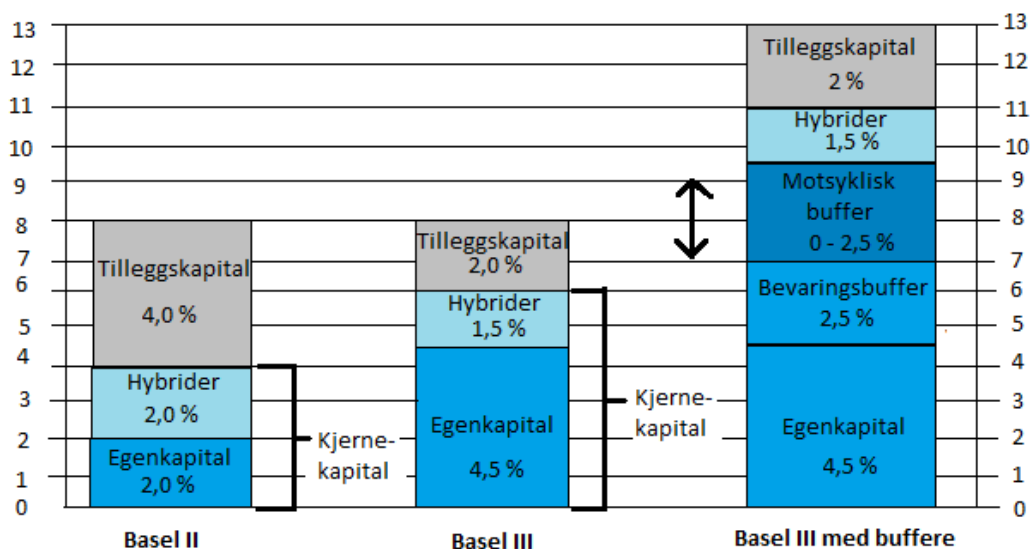 13
12
11
10
9
8
7
6
5
4
3
2
1
0
Tilleggskapital
4,0 %
Hybrider
2,0 %
Egenkapital
2,0 %
Kjerne-
kapital
Basel II
Tilleggskapital
2,0 %
Hybrider
1,5 %
Egenkapital
4,5 %
Kjerne-
kapital
Basel III
Tilleggskapital
2 %
Hybrider
1,5 %
Motsyklisk
buffer
0 - 2,5 %
Bevaringsbuffer
2,5 %
Egenkapital
4,5 %
Basel III med buffere
13
12
11
10
9
8
7
6
5
4
3
2
1
0